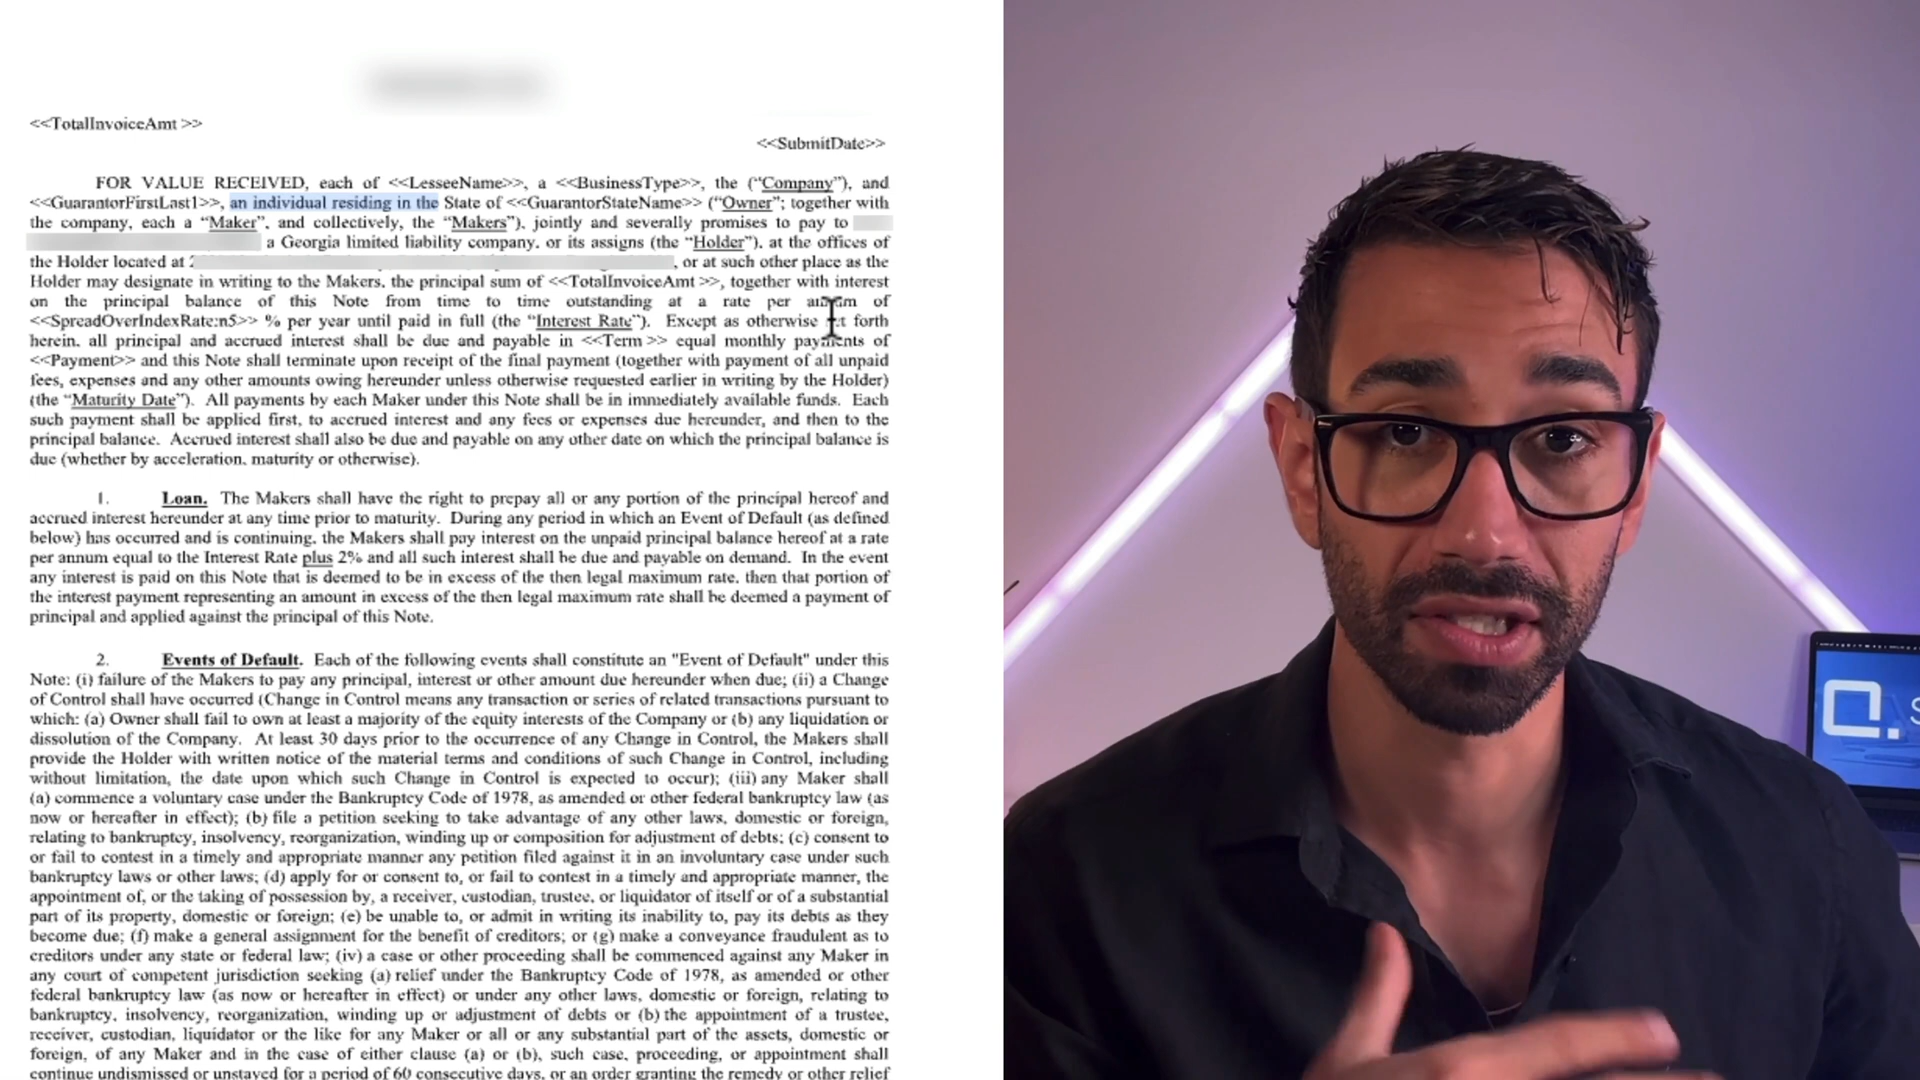 <<TotalInvoiceAmt >>
<<SubmitDate>>
FOR VALUE RECEIVED, each of <<LesseeName>>, a <<BusinessType>>, the (“Company”), and
<<GuarantorFirstLast1>>, an individual residing in the State of <<GuarantorStateName>> (“Owner”; together with
the company, each a “Maker”, and collectively, the “Makers”), jointly and severally promises to pay to
a Georgia limited liability company, or its assigns (the “Holder”), at the offices of
the Holder located at , or at such other place as the
Holder may designate in writing to the Makers, the principal sum of <<TotalInvoiceAmt >>, together with interest
on the principal balance of this Note from time to time outstanding at a rate per annum of
<<SpreadOverIndexRate:n5>> % per year until paid in full (the “Interest Rate”). Except as otherwise set forth
herein, all principal and accrued interest shall be due and payable in <<Term >> equal monthly payments of
<<Payment>> and this Note shall terminate upon receipt of the final payment (together with payment of all unpaid
fees, expenses and any other amounts owing hereunder unless otherwise requested earlier in writing by the Holder)
(the “Maturity Date”). All payments by each Maker under this Note shall be in immediately available funds. Each
such payment shall be applied first, to accrued interest and any fees or expenses due hereunder, and then to the
principal balance. Accrued interest shall also be due and payable on any other date on which the principal balance is
due (whether by acceleration, maturity or otherwise).
1. Loan. The Makers shall have the right to prepay all or any portion of the principal hereof and
accrued interest hereunder at any time prior to maturity. During any period in which an Event of Default (as defined
below) has occurred and is continuing, the Makers shall pay interest on the unpaid principal balance hereof at a rate
per annum equal to the Interest Rate plus 2% and all such interest shall be due and payable on demand. In the event
any interest is paid on this Note that is deemed to be in excess of the then legal maximum rate, then that portion of
the interest payment representing an amount in excess of the then legal maximum rate shall be deemed a payment of
principal and applied against the principal of this Note.
2. Events of Default. Each of the following events shall constitute an "Event of Default" under this
Note: (i) failure of the Makers to pay any principal, interest or other amount due hereunder when due; (ii) a Change
of Control shall have occurred (Change in Control means any transaction or series of related transactions pursuant to
which: (a) Owner shall fail to own at least a majority of the equity interests of the Company or (b) any liquidation or
dissolution of the Company. At least 30 days prior to the occurrence of any Change in Control, the Makers shall
provide the Holder with written notice of the material terms and conditions of such Change in Control, including
without limitation, the date upon which such Change in Control is expected to occur); (iii) any Maker shall
(a) commence a voluntary case under the Bankruptcy Code of 1978, as amended or other federal bankruptcy law (as
now or hereafter in effect); (b) file a petition seeking to take advantage of any other laws, domestic or foreign,
relating to bankruptcy, insolvency, reorganization, winding up or composition for adjustment of debts; (c) consent to
or fail to contest in a timely and appropriate manner any petition filed against it in an involuntary case under such
bankruptcy laws or other laws; (d) apply for or consent to, or fail to contest in a timely and appropriate manner, the
appointment of, or the taking of possession by, a receiver, custodian, trustee, or liquidator of itself or of a substantial
part of its property, domestic or foreign; (e) be unable to, or admit in writing its inability to, pay its debts as they
become due; (f) make a general assignment for the benefit of creditors; or (g) make a conveyance fraudulent as to
creditors under any state or federal law; (iv) a case or other proceeding shall be commenced against any Maker in
any court of competent jurisdiction seeking (a) relief under the Bankruptcy Code of 1978, as amended or other
federal bankruptcy law (as now or hereafter in effect) or under any other laws, domestic or foreign, relating to
bankruptcy, insolvency, reorganization, winding up or adjustment of debts or (b) the appointment of a trustee,
receiver, custodian, liquidator or the like for any Maker or all or any substantial part of the assets, domestic or
foreign, of any Maker and in the case of either clause (a) or (b), such case, proceeding, or appointment shall
continue undismissed or unstayed for a period of 60 consecutive days, or an order granting the remedy or other relief